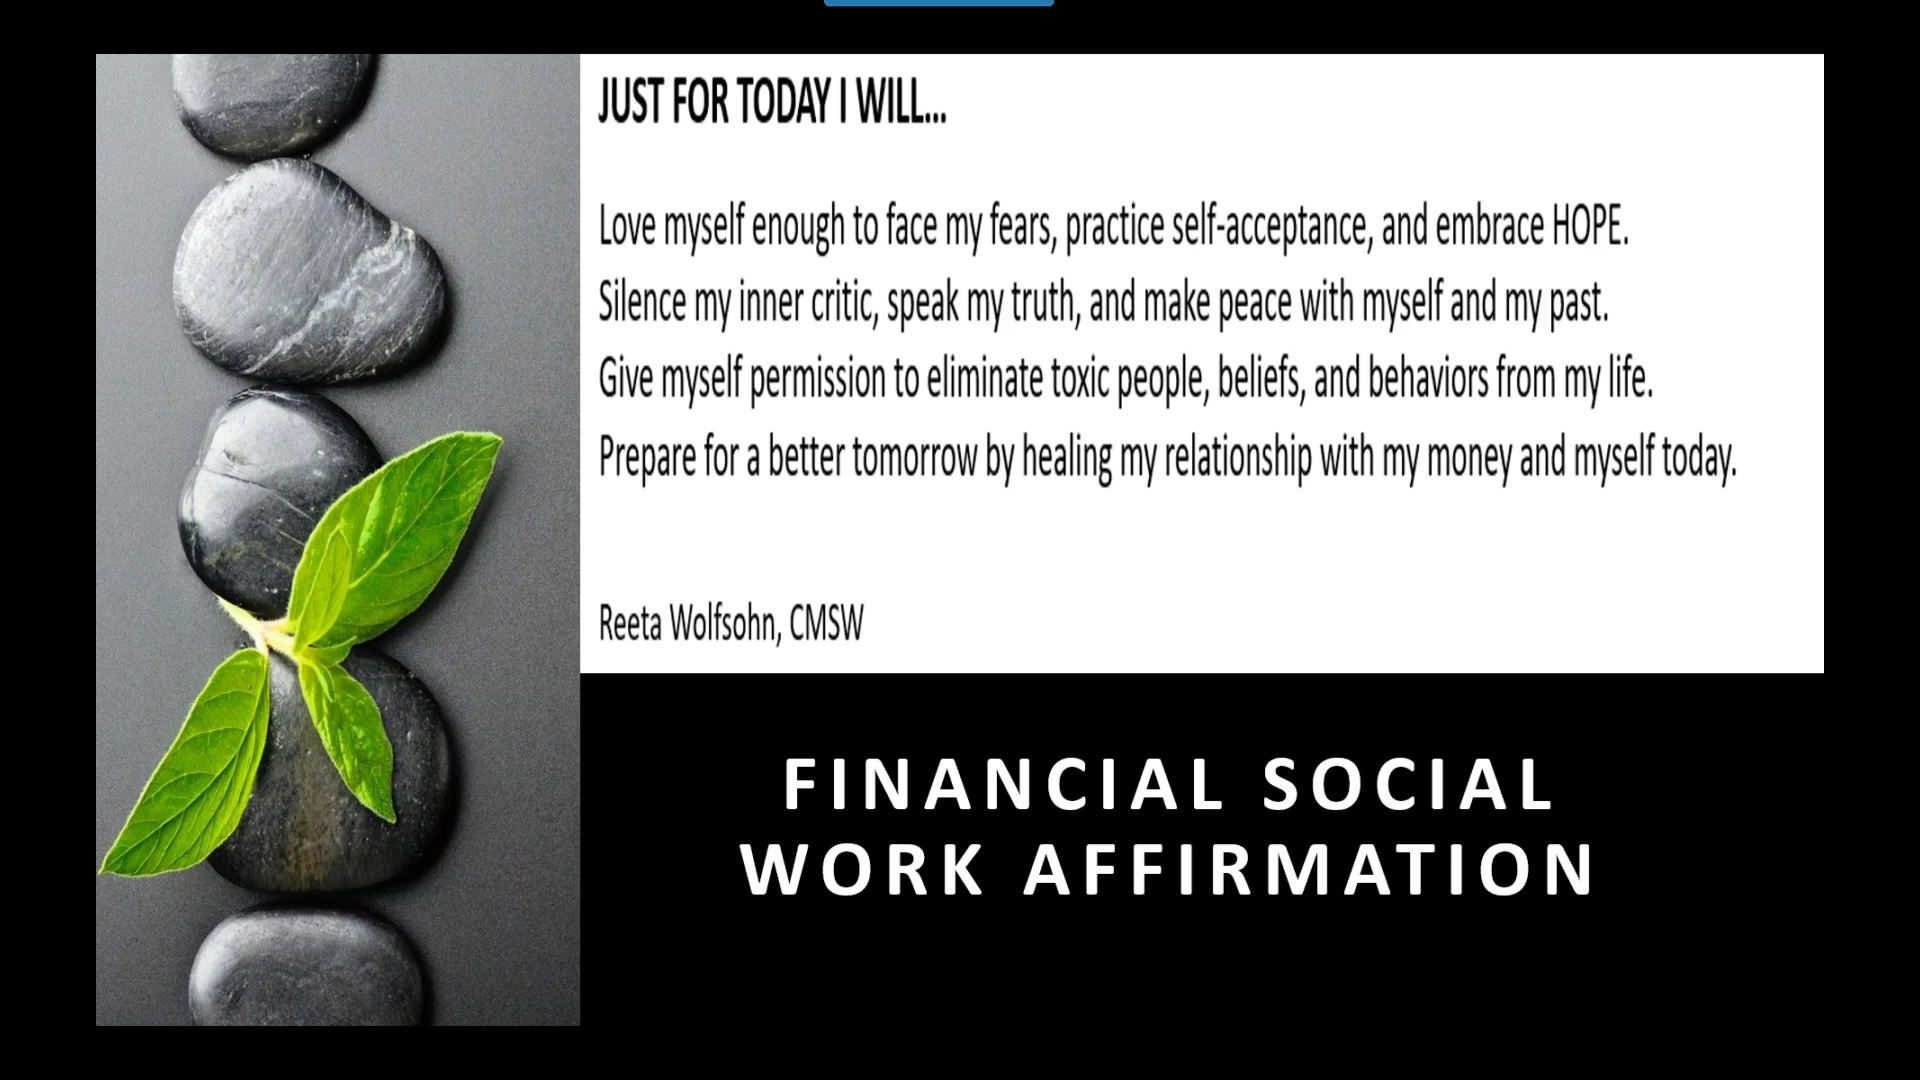 JUST FOR TODAY I WILL...
Love myself enough to face my fears, practice self-acceptance, and embrace HOPE.
Silence my inner critic, speak my truth, and make peace with myself and my past.
Give myself permission to eliminate toxic people, beliefs, and behaviors from my life.
Prepare for a better tomorrow by healing my relationship with my money and myself today.
Reeta Wolfsohn, CMSW
FINANCIAL SOCIAL
WORK AFFIRMATION